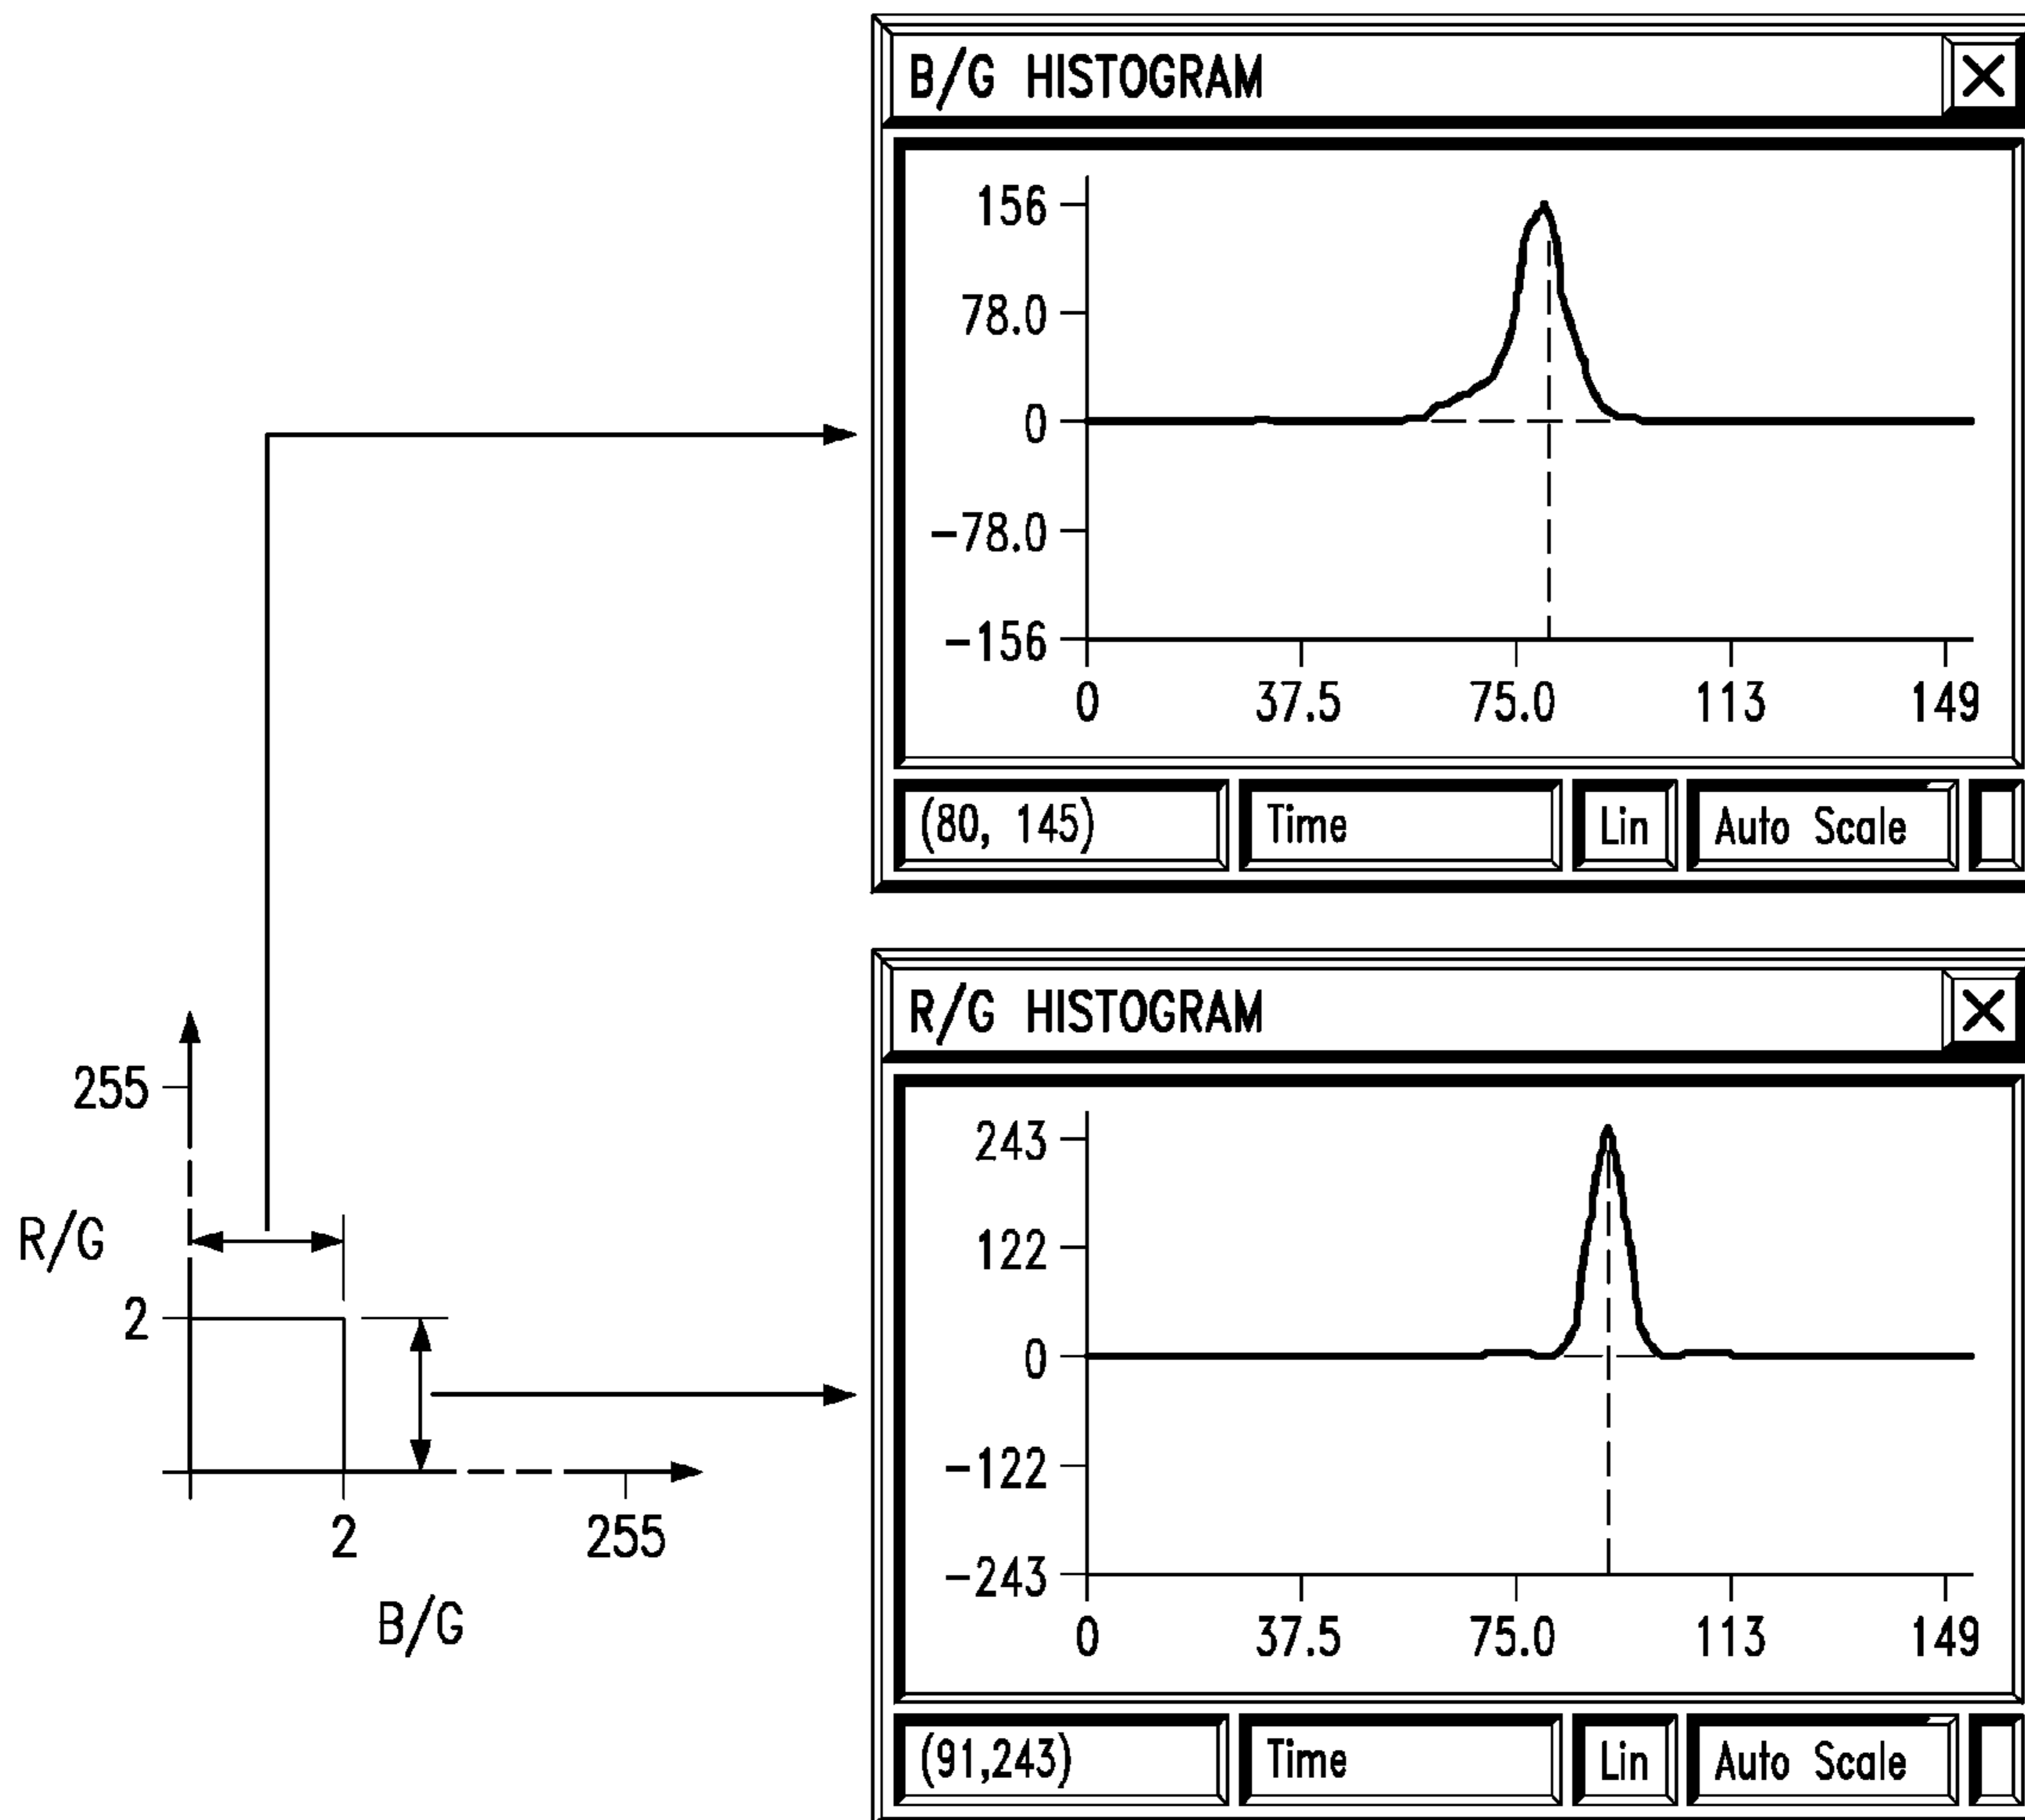 B/G HISTOGRAM
156
78.0
0
-78.0
-156
0 37.5 75.0 113 149
(80, 145) Time Lin Auto Scale
R/G HISTOGRAM
243
122
0
-122
-243
0 37.5 75.0 113 149
(91,243) Time Lin Auto Scale
255
R/G
2
2 255
B/G